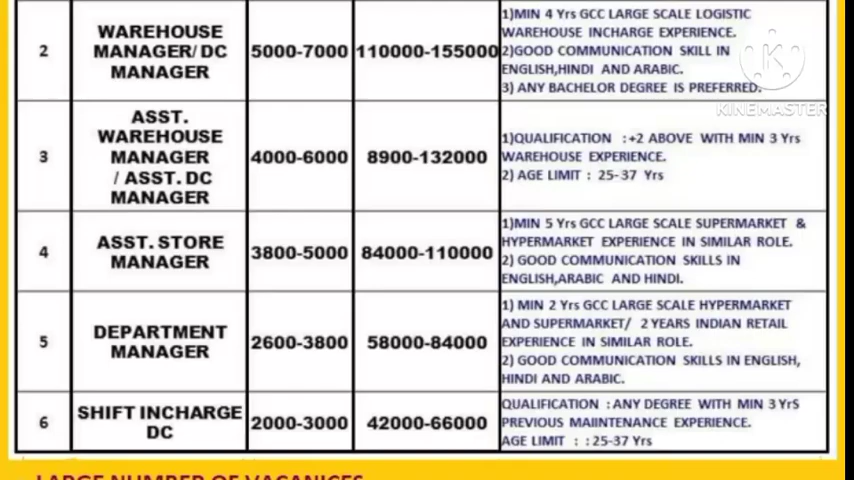 2
WAREHOUSE
MANAGER/ DC
MANAGER
5000-7000
110000-155000
1)MIN 4 Yrs GCC LARGE SCALE LOGISTIC
WAREHOUSE INCHARGE EXPERIENCE.
2)GOOD COMMUNICATION SKILL IN
ENGLISH,HINDI AND ARABIC.
3) ANY BACHELOR DEGREE IS PREFERRED.
KINEMASTER
3
ASST.
WAREHOUSE
MANAGER
/ ASST. DC
MANAGER
4000-6000
8900-132000
1)QUALIFICATION : +2 ABOVE WITH MIN 3 Yrs
WAREHOUSE EXPERIENCE.
2) AGE LIMIT : 25-37 Yrs
4
ASST. STORE
MANAGER
3800-5000
84000-110000
1)MIN 5 Yrs GCC LARGE SCALE SUPERMARKET &
HYPERMARKET EXPERIENCE IN SIMILAR ROLE.
2) GOOD COMMUNICATION SKILLS IN
ENGLISH,ARABIC AND HINDI.
5
DEPARTMENT
MANAGER
2600-3800
58000-84000
1) MIN 2 Yrs GCC LARGE SCALE HYPERMARKET
AND SUPERMARKET/ 2 YEARS INDIAN RETAIL
EXPERIENCE IN SIMILAR ROLE.
2) GOOD COMMUNICATION SKILLS IN ENGLISH,
HINDI AND ARABIC.
6
SHIFT INCHARGE
DC
2000-3000
42000-66000
QUALIFICATION : ANY DEGREE WITH MIN 3 YrS
PREVIOUS MAIINTENANCE EXPERIENCE.
AGE LIMIT : : 25-37 Yrs
LARGE NUMBER OF VACANICES